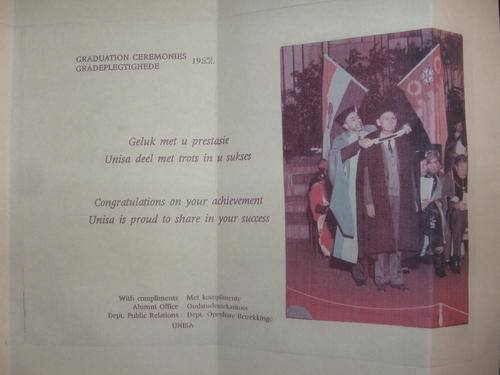 GRADUATION CEREMONIES
GRADEPLEGTIGHEDE
Geluk met u prestasie
Unisa deel met trots in u sukses
Congratulations on your achievement
Unisa is proud to share in your success
With compliments Met komplimente
Alumni Office Oudstudentekantoor
Dept. Public Relations Dept. Openbare Betrekkinge
UNISA